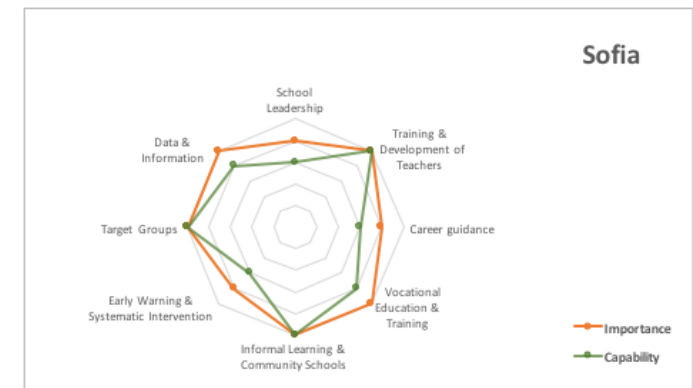 Sofia
School
Leadership
Training &
Development of
Teachers
Career guidance
Vocational
Education &
Training
Informal Learning &
Community Schools
Early Warning &
Systematic Intervention
Target Groups
Data &
Information
Importance
Capability